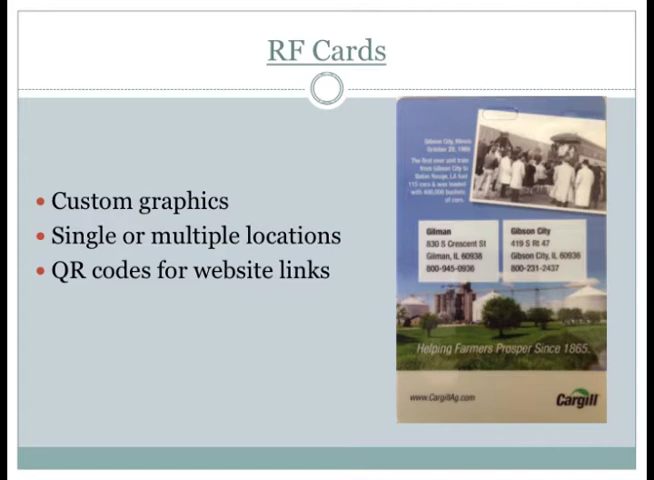 RF Cards
• Custom graphics
• Single or multiple locations
• QR codes for website links
Gibson City, Illinois
October 20, 1965
The first ever unit train
from Gibson City to
Baton Rouge, LA had
115 cars & was loaded
with 400,000 bushels
of corn.
Gilman
830 S Crescent St
Gilman, IL 60938
800-945-0936
Gibson City
419 S Rt 47
Gibson City, IL 60936
800-231-2437
Helping Farmers Prosper Since 1865.
www.CargillAg.com
Cargill